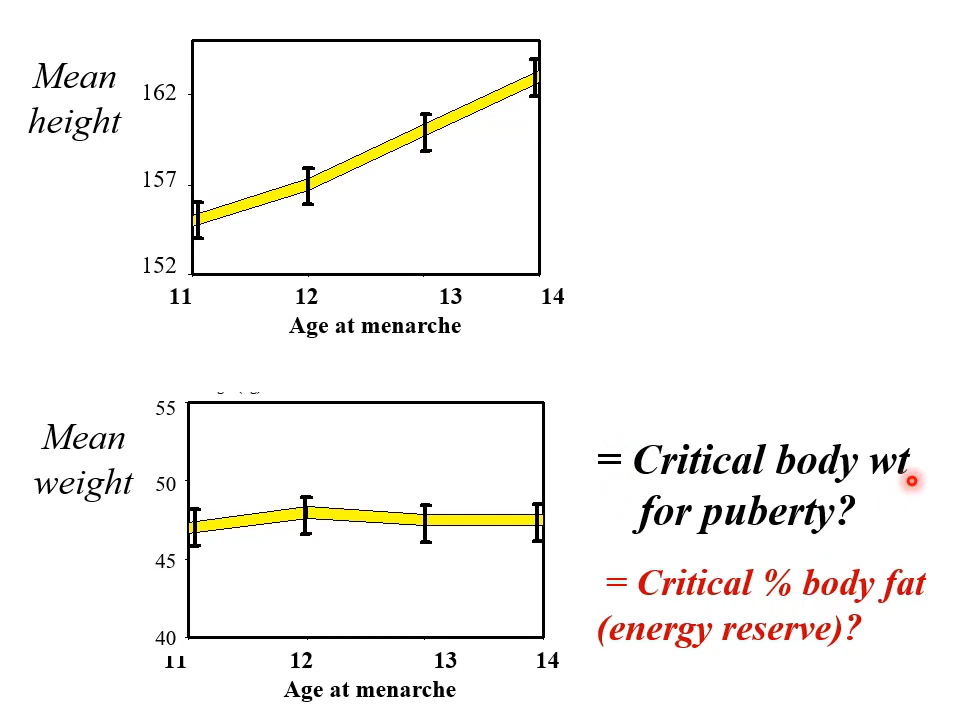 Mean
height
162
157
152
11 12 13 14
Age at menarche
Mean
weight
55
50
45
40
11 12 13 14
Age at menarche
= Critical body wt
for puberty?
= Critical % body fat
(energy reserve)?